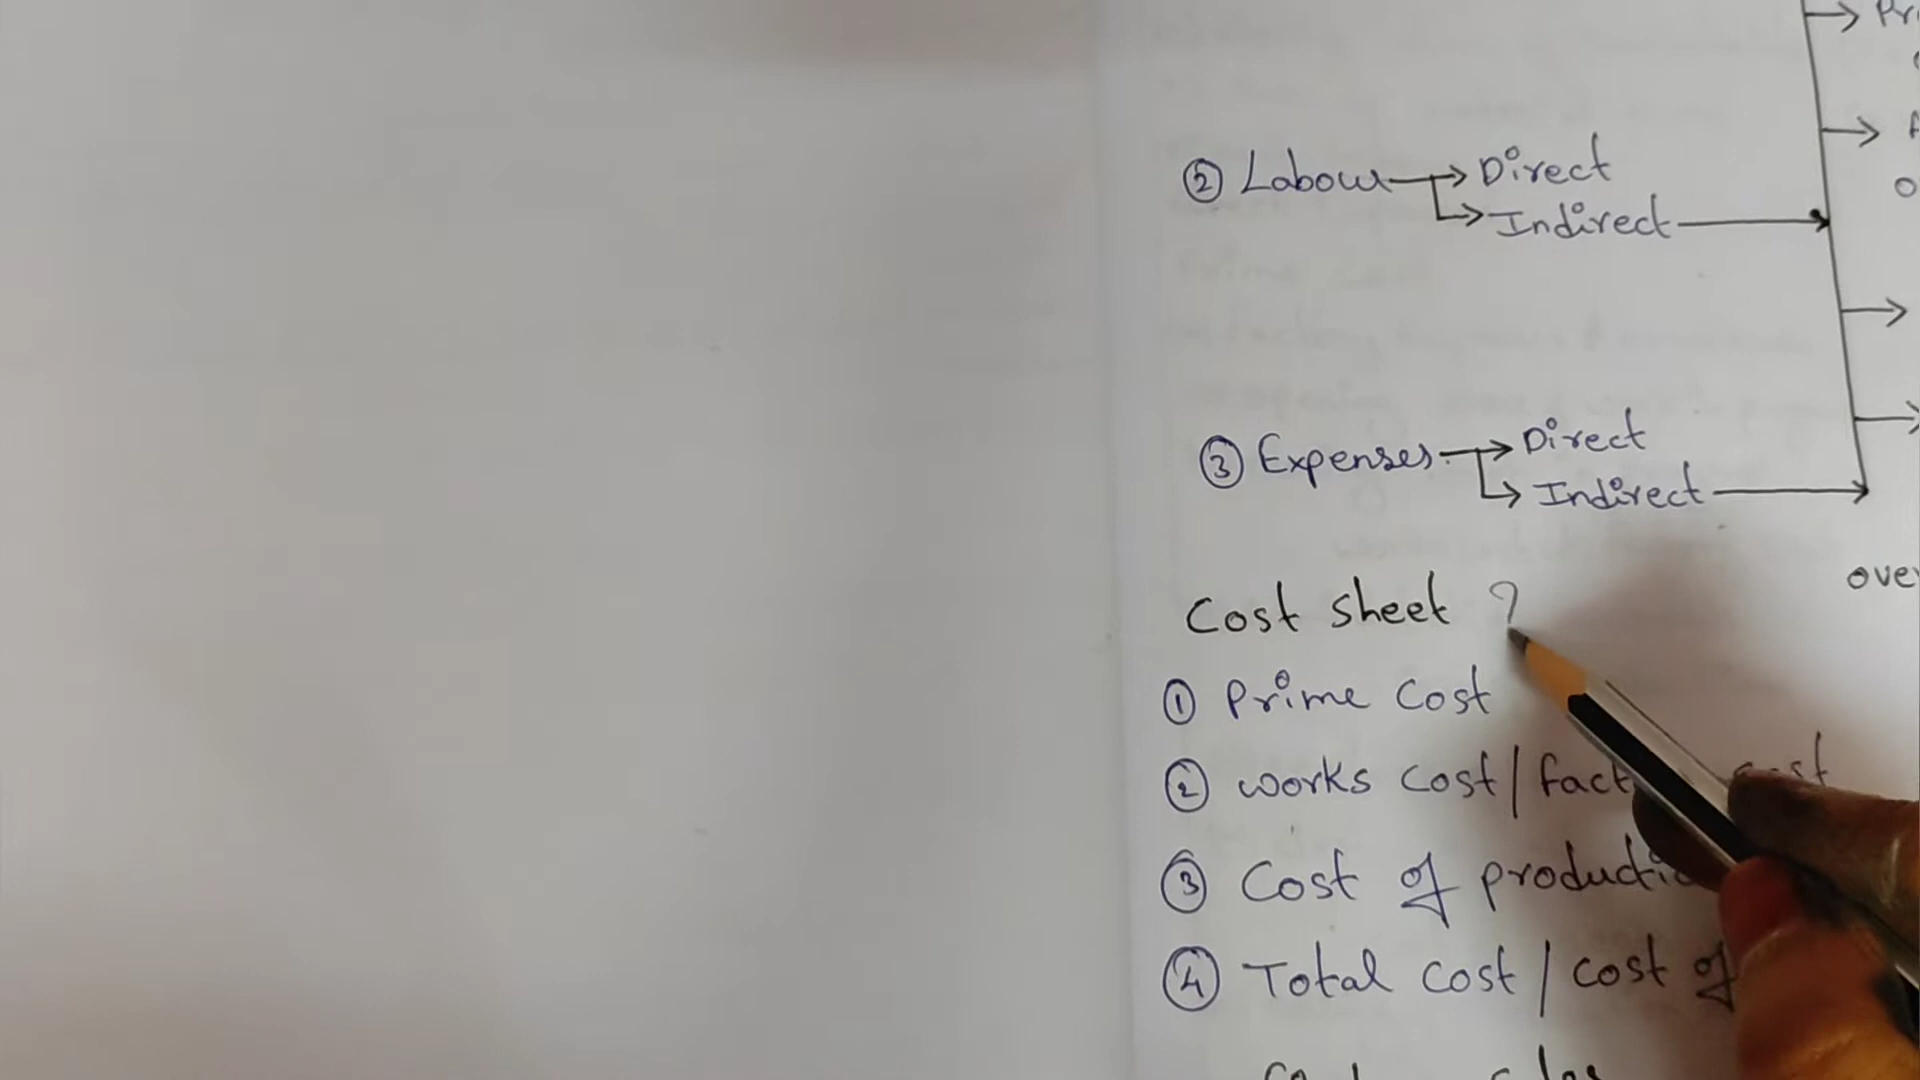 ② Labour → Direct
→ Indirect →
③ Expenses → Direct
→ Indirect →
Cost sheet ?
① Prime Cost
② works cost / fact cost
③ Cost of producti
④ Total cost / cost of